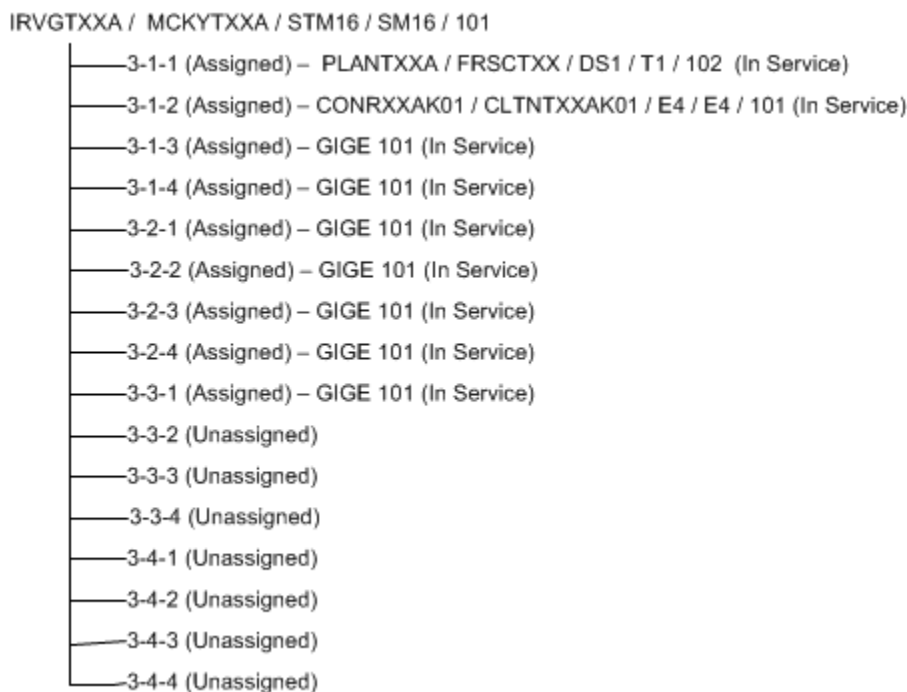 IRVGTXXA / MCKYTXXA / STM16 / SM16 / 101
3-1-1 (Assigned) – PLANTXXA / FRSCTXX / DS1 / T1 / 102 (In Service)
3-1-2 (Assigned) – CONRXXAK01 / CLTNTXXAK01 / E4 / E4 / 101 (In Service)
3-1-3 (Assigned) – GIGE 101 (In Service)
3-1-4 (Assigned) – GIGE 101 (In Service)
3-2-1 (Assigned) – GIGE 101 (In Service)
3-2-2 (Assigned) – GIGE 101 (In Service)
3-2-3 (Assigned) – GIGE 101 (In Service)
3-2-4 (Assigned) – GIGE 101 (In Service)
3-3-1 (Assigned) – GIGE 101 (In Service)
3-3-2 (Unassigned)
3-3-3 (Unassigned)
3-3-4 (Unassigned)
3-4-1 (Unassigned)
3-4-2 (Unassigned)
3-4-3 (Unassigned)
3-4-4 (Unassigned)